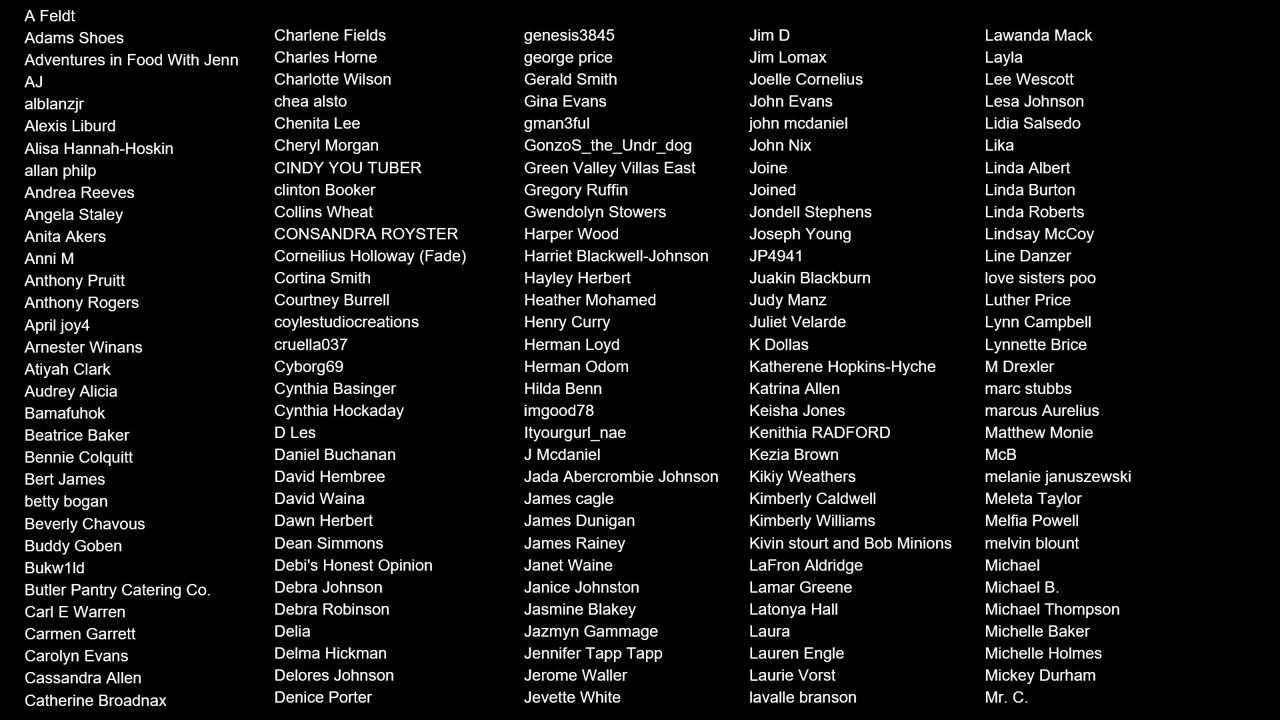 A Feldt
Adams Shoes
Adventures in Food With Jenn
AJ
alblanzjr
Alexis Liburd
Alisa Hannah-Hoskin
allan philp
Andrea Reeves
Angela Staley
Anita Akers
Anni M
Anthony Pruitt
Anthony Rogers
April joy4
Arnester Winans
Atiyah Clark
Audrey Alicia
Bamafuhok
Beatrice Baker
Bennie Colquitt
Bert James
betty bogan
Beverly Chavous
Buddy Goben
Bukw1ld
Butler Pantry Catering Co.
Carl E Warren
Carmen Garrett
Carolyn Evans
Cassandra Allen
Catherine Broadnax
Charlene Fields
Charles Horne
Charlotte Wilson
chea alsto
Chenita Lee
Cheryl Morgan
CINDY YOU TUBER
clinton Booker
Collins Wheat
CONSANDRA ROYSTER
Corneilius Holloway (Fade)
Cortina Smith
Courtney Burrell
coylestudiocreations
cruella037
Cyborg69
Cynthia Basinger
Cynthia Hockaday
D Les
Daniel Buchanan
David Hembree
David Waina
Dawn Herbert
Dean Simmons
Debi's Honest Opinion
Debra Johnson
Debra Robinson
Delia
Delma Hickman
Delores Johnson
Denice Porter
genesis3845
george price
Gerald Smith
Gina Evans
gman3ful
GonzoS_the_Undr_dog
Green Valley Villas East
Gregory Ruffin
Gwendolyn Stowers
Harper Wood
Harriet Blackwell-Johnson
Hayley Herbert
Heather Mohamed
Henry Curry
Herman Loyd
Herman Odom
Hilda Benn
imgood78
Ityourgurl_nae
J Mcdaniel
Jada Abercrombie Johnson
James cagle
James Dunigan
James Rainey
Janet Waine
Janice Johnston
Jasmine Blakey
Jazmyn Gammage
Jennifer Tapp Tapp
Jerome Waller
Jevette White
Jim D
Jim Lomax
Joelle Cornelius
John Evans
john mcdaniel
John Nix
Joine
Joined
Jondell Stephens
Joseph Young
JP4941
Juakin Blackburn
Judy Manz
Juliet Velarde
K Dollas
Katherene Hopkins-Hyche
Katrina Allen
Keisha Jones
Kenithia RADFORD
Kezia Brown
Kikiy Weathers
Kimberly Caldwell
Kimberly Williams
Kivin stourt and Bob Minions
LaFron Aldridge
Lamar Greene
Latonya Hall
Laura
Lauren Engle
Laurie Vorst
lavalle branson
Lawanda Mack
Layla
Lee Wescott
Lesa Johnson
Lidia Salsedo
Lika
Linda Albert
Linda Burton
Linda Roberts
Lindsay McCoy
Line Danzer
love sisters poo
Luther Price
Lynn Campbell
Lynnette Brice
M Drexler
marc stubbs
marcus Aurelius
Matthew Monie
McB
melanie januszewski
Meleta Taylor
Melfia Powell
melvin blount
Michael
Michael B.
Michael Thompson
Michelle Baker
Michelle Holmes
Mickey Durham
Mr. C.